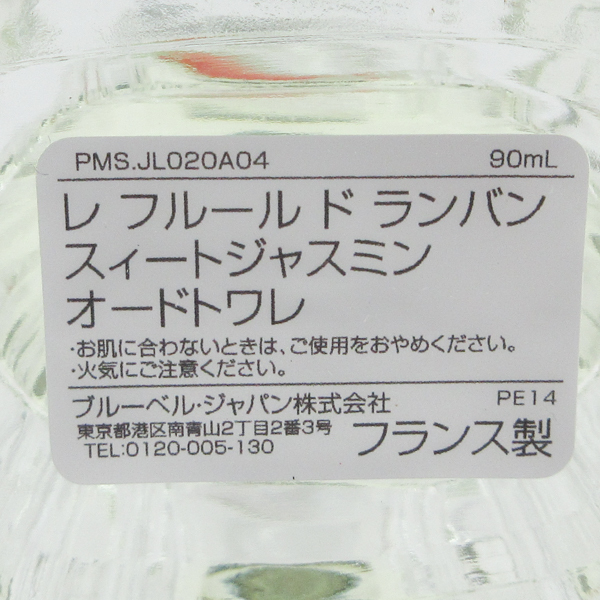 PMS.JL020A04 90mL
レ フルール ド ランバン
スィートジャスミン
オードトワレ
･お肌に合わないときは､ご使用をおやめください｡
･火気にご注意ください｡
ブルーベル･ジャパン株式会社 PE14
東京都港区南青山2丁目2番3号 フランス製
TEL:0120-005-130